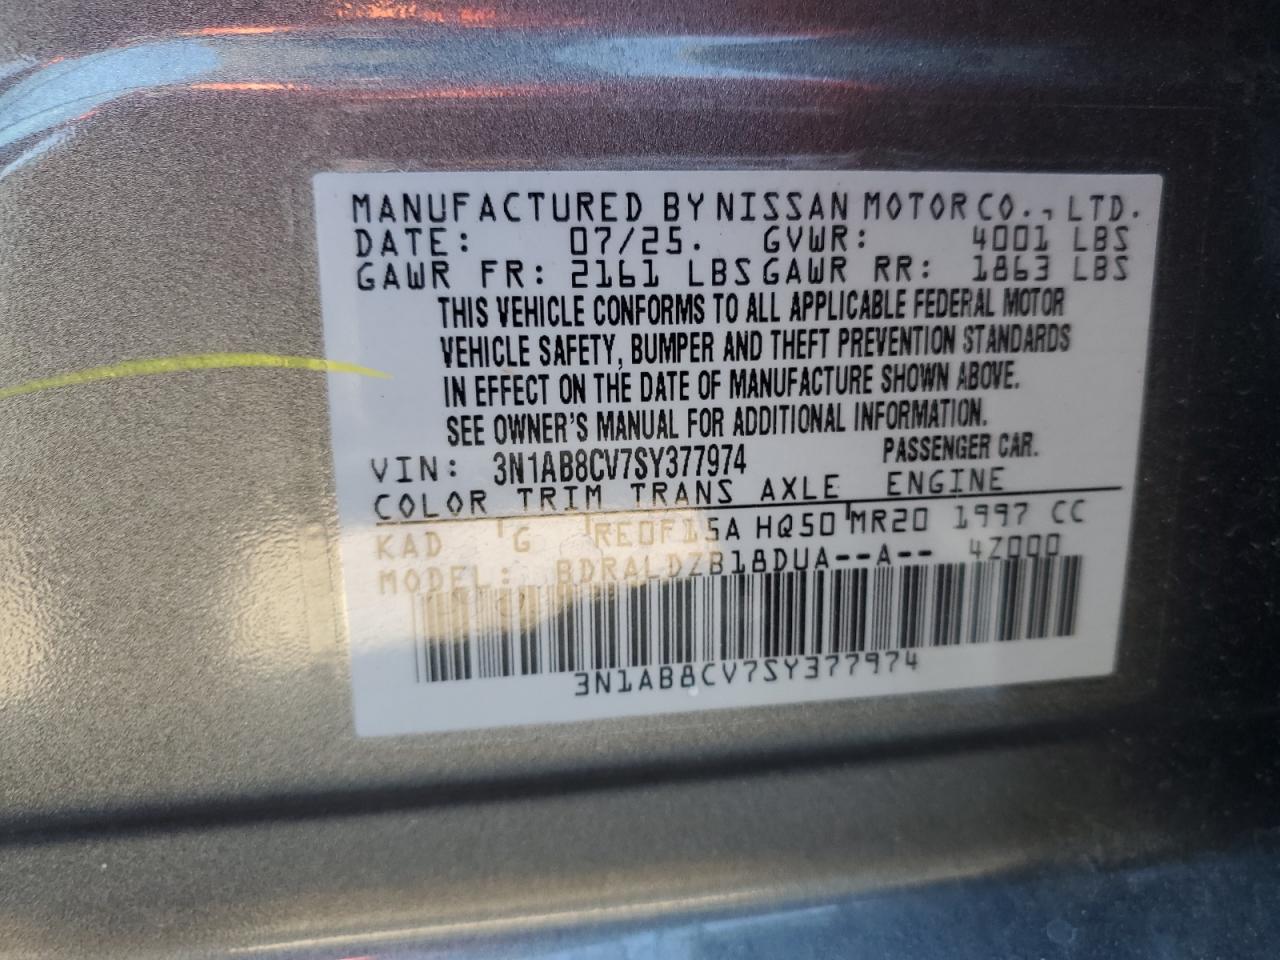 MANUFACTURED BY NISSAN MOTOR CO., LTD.
DATE: 07/25. GVWR: 4001 LBS
GAWR FR: 2161 LBS GAWR RR: 1863 LBS
THIS VEHICLE CONFORMS TO ALL APPLICABLE FEDERAL MOTOR
VEHICLE SAFETY, BUMPER AND THEFT PREVENTION STANDARDS
IN EFFECT ON THE DATE OF MANUFACTURE SHOWN ABOVE.
SEE OWNER'S MANUAL FOR ADDITIONAL INFORMATION.
VIN: 3N1AB8CV7SY377974 PASSENGER CAR.
COLOR TRIM TRANS AXLE ENGINE
KAD G RE0F15A HQ50 MR20 1997 CC
MODEL: BDRALDZB18DUA--A-- 4Z000
3N1AB8CV7SY377974